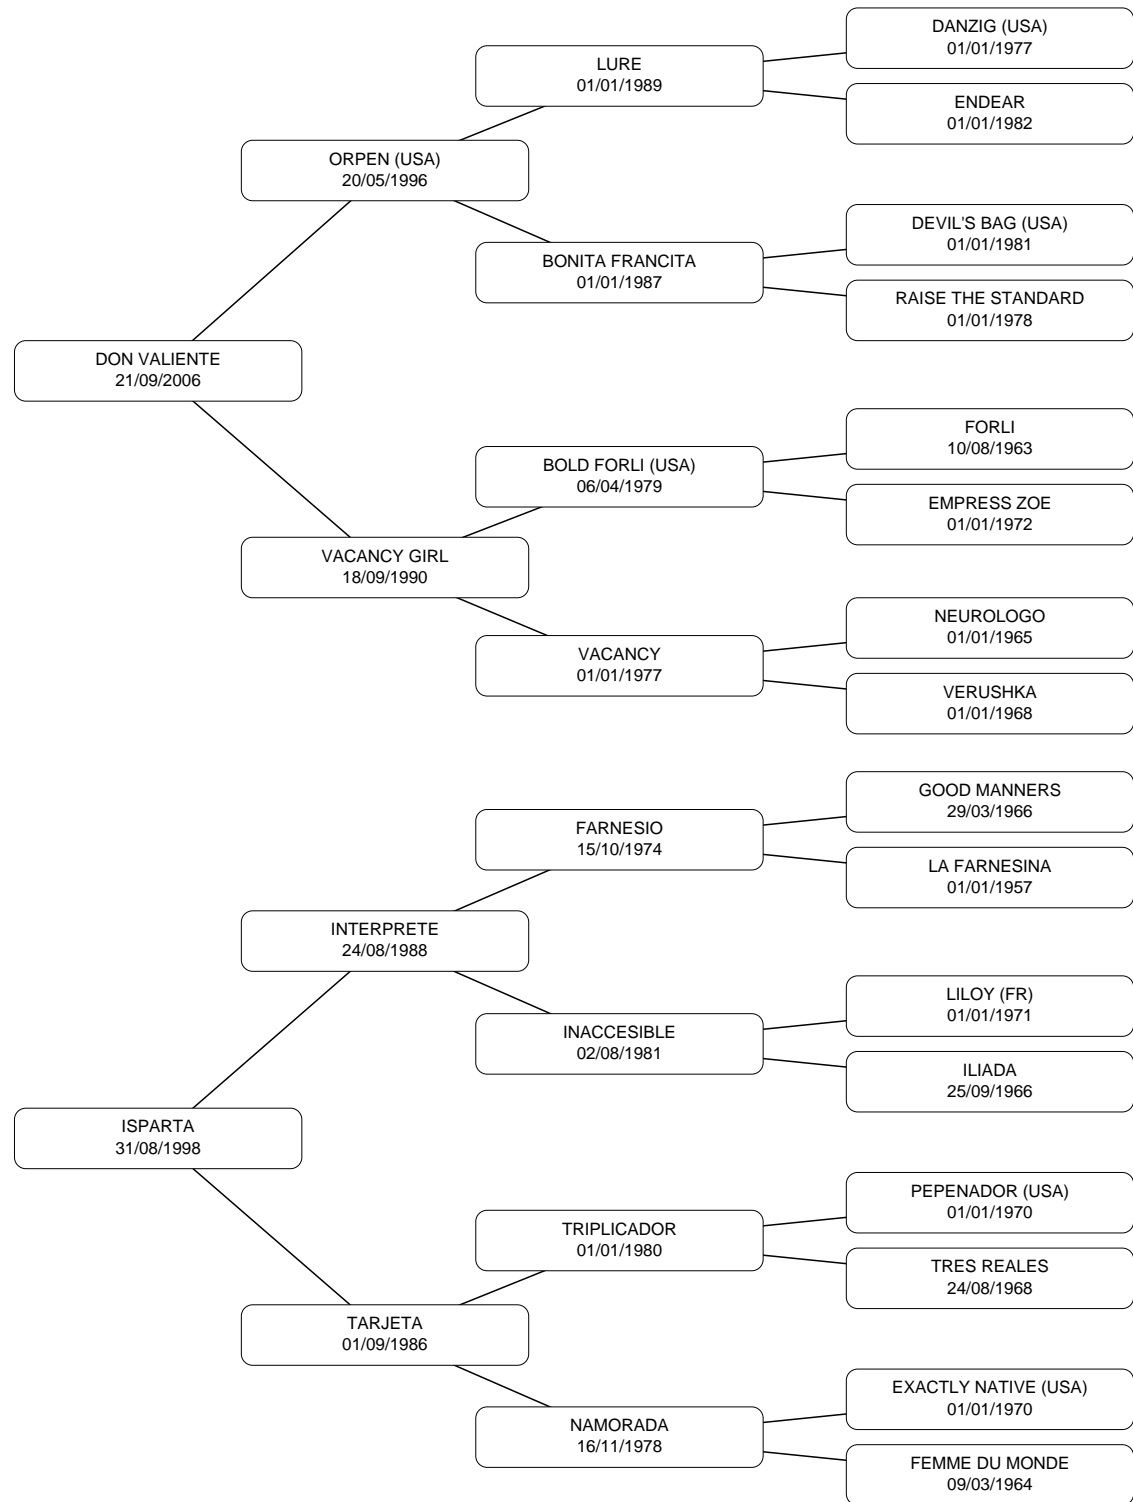 DANZIG (USA)
01/01/1977
LURE
01/01/1989
ENDEAR
01/01/1982
ORPEN (USA)
20/05/1996
DEVIL'S BAG (USA)
01/01/1981
BONITA FRANCITA
01/01/1987
RAISE THE STANDARD
01/01/1978
DON VALIENTE
21/09/2006
FORLI
10/08/1963
BOLD FORLI (USA)
06/04/1979
EMPRESS ZOE
01/01/1972
VACANCY GIRL
18/09/1990
NEUROLOGO
01/01/1965
VACANCY
01/01/1977
VERUSHKA
01/01/1968
GOOD MANNERS
29/03/1966
FARNESIO
15/10/1974
LA FARNESINA
01/01/1957
INTERPRETE
24/08/1988
LILOY (FR)
01/01/1971
INACCESIBLE
02/08/1981
ILIADA
25/09/1966
ISPARTA
31/08/1998
PEPENADOR (USA)
01/01/1970
TRIPLICADOR
01/01/1980
TRES REALES
24/08/1968
TARJETA
01/09/1986
EXACTLY NATIVE (USA)
01/01/1970
NAMORADA
16/11/1978
FEMME DU MONDE
09/03/1964